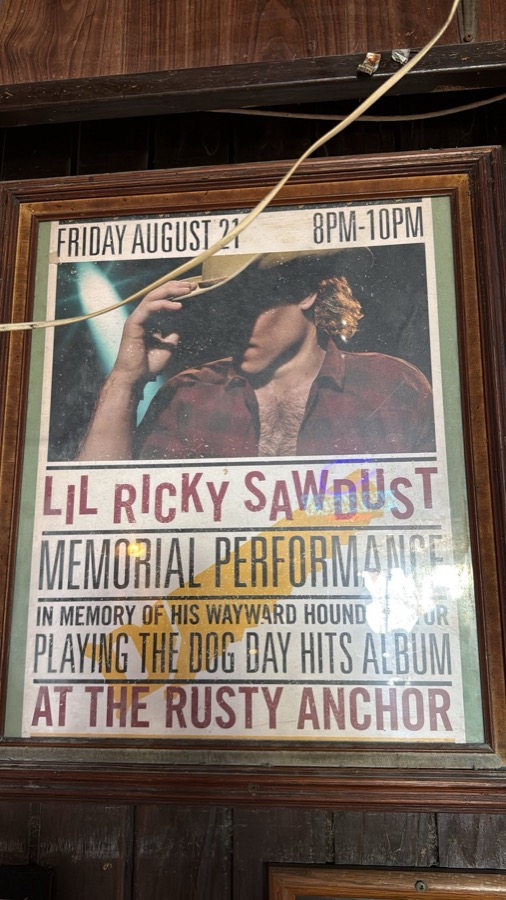 FRIDAY AUGUST 21 8PM-10PM
LIL RICKY SAWDUST
MEMORIAL PERFORMANCE
IN MEMORY OF HIS WAYWARD HOUND
PLAYING THE DOG DAY HITS ALBUM
AT THE RUSTY ANCHOR